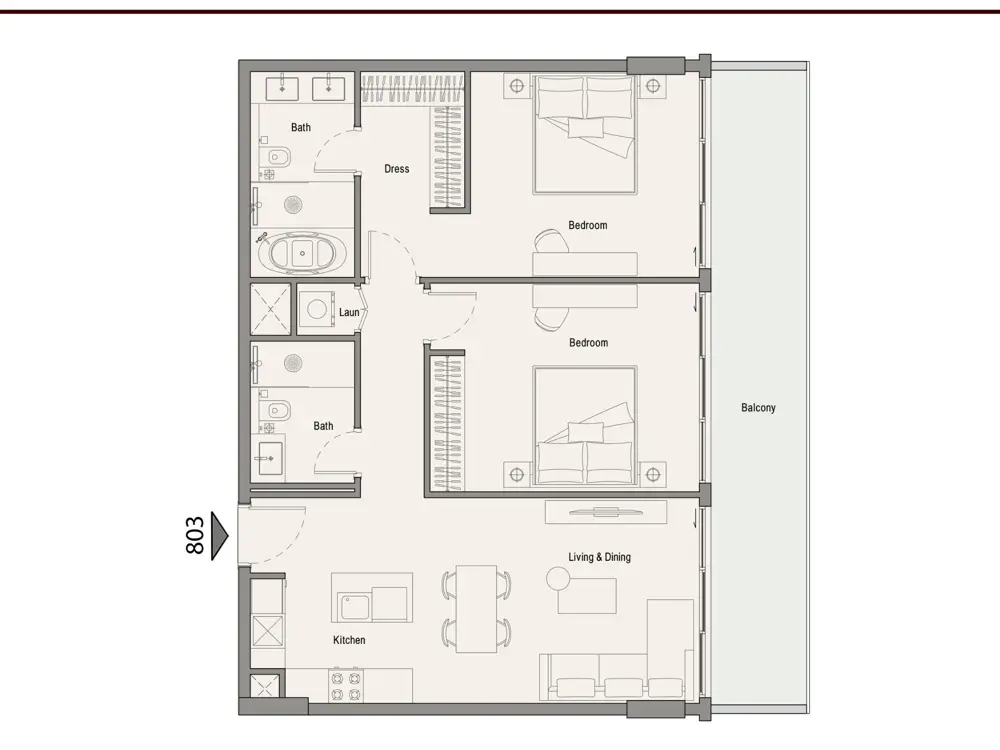 Bath
Dress
Bedroom
Laun
Bedroom
Balcony
Bath
803
Living & Dining
Kitchen